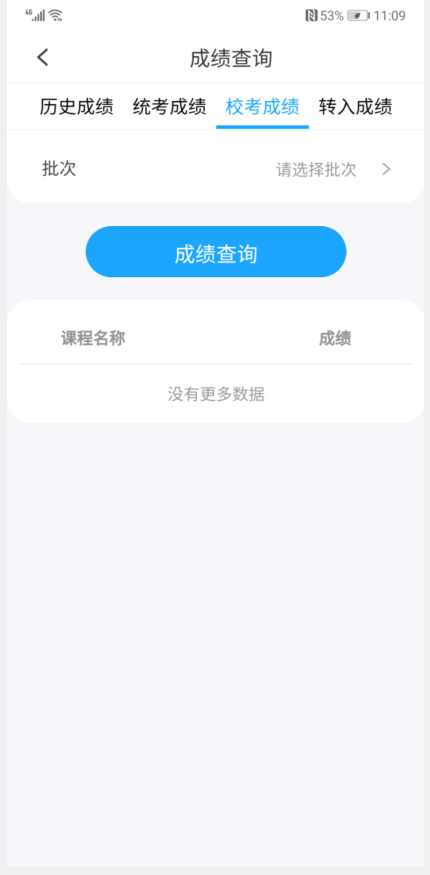 4G 53% 11:09
成绩查询
历史成绩 统考成绩 校考成绩 转入成绩
批次 请选择批次
成绩查询
课程名称 成绩
没有更多数据